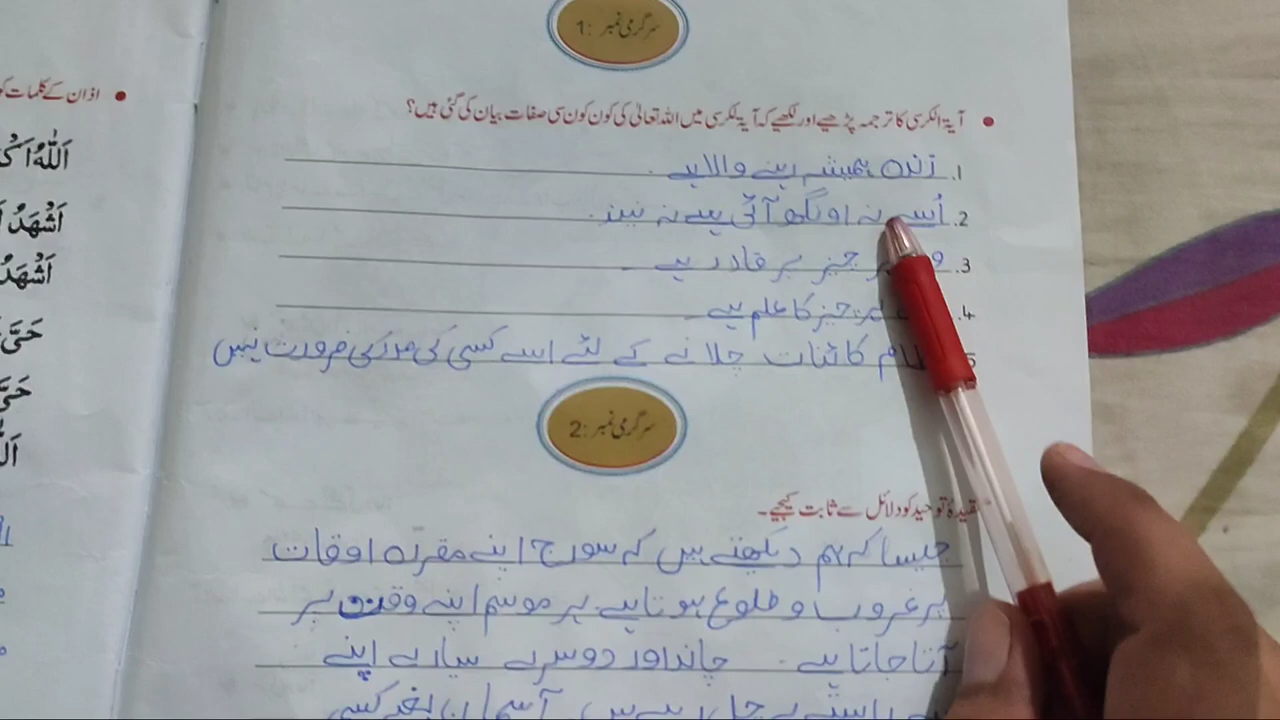 سرگرمی نمبر :1
آیۃ الکرسی کا ترجمہ پڑھیے اور لکھیے کہ آیۃ الکرسی میں اللہ تعالیٰ کی کون کون سی صفات بیان کی گئی ہیں؟
1. زندہ ہمیشہ رہنے والا ہے۔
2. اُسے نہ اونگھ آتی ہے نہ نیند۔
3. چیز پر قادر ہے۔
4. ہر چیز کا علم ہے۔
5 کائنات چلانے کے لئے اسے کسی کی مدد کی ضرورت نہیں
سرگرمی نمبر :2
عقیدۂ توحید کو دلائل سے ثابت کیجیے۔
جیسا کہ ہم دیکھتے ہیں کہ سورج اپنے مقررہ اوقات
پر غروب و طلوع ہوتا ہے ہر موسم اپنے وقت پر
آتا جاتا ہے۔ چاند اور دوسرے سیارے اپنے
آسمان بغیر کسی
اذان کے کلمات
اَللّٰهُ
اَشْهَدُ
اَشْهَدُ
حَیَّ
حَیَّ